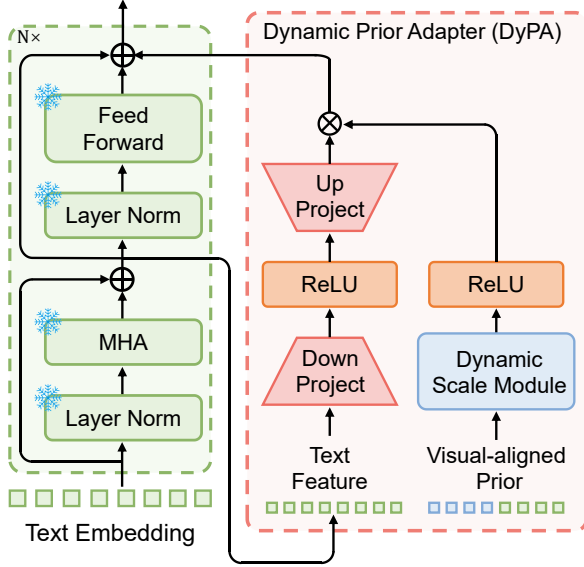 N×
Feed
Forward
Layer Norm
MHA
Layer Norm
Text Embedding
Dynamic Prior Adapter (DyPA)
Up
Project
ReLU
Down
Project
Text
Feature
ReLU
Dynamic
Scale Module
Visual-aligned
Prior